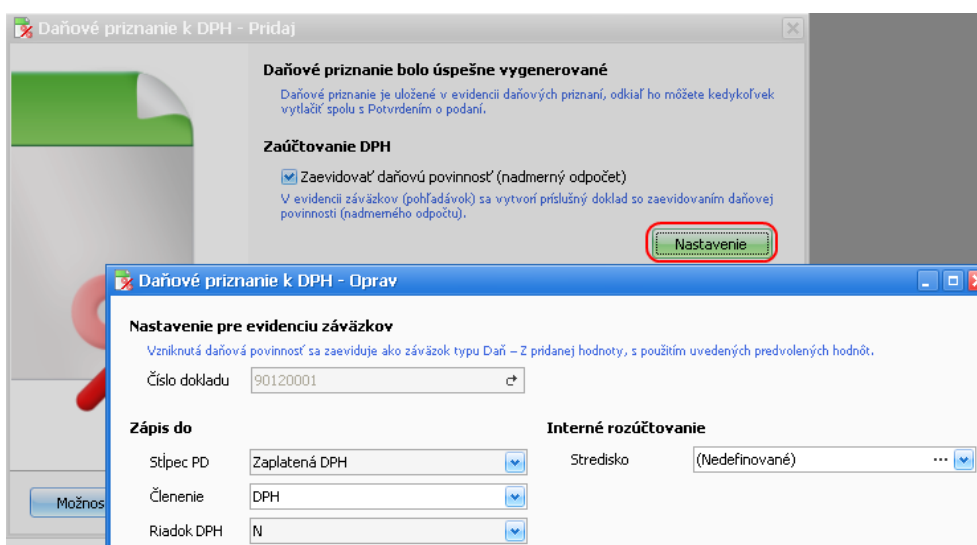 Daňové priznanie k DPH - Pridaj
Daňové priznanie bolo úspešne vygenerované
Daňové priznanie je uložené v evidencii daňových priznaní, odkiaľ ho môžete kedykoľvek
vytlačiť spolu s Potvrdením o podaní.
Zaúčtovanie DPH
Zaevidovať daňovú povinnosť (nadmerný odpočet)
V evidencii záväzkov (pohľadávok) sa vytvorí príslušný doklad so zaevidovaním daňovej
povinnosti (nadmerného odpočtu).
Nastavenie
Daňové priznanie k DPH - Oprav
Nastavenie pre evidenciu záväzkov
Vzniknutá daňová povinnosť sa zaeviduje ako záväzok typu Daň – Z pridanej hodnoty, s použitím uvedených predvolených hodnôt.
Číslo dokladu 90120001
Zápis do
Interné rozúčtovanie
Stĺpec PD Zaplatená DPH
Stredisko (Nedefinované) ...
Členenie DPH
Možnos
Riadok DPH N